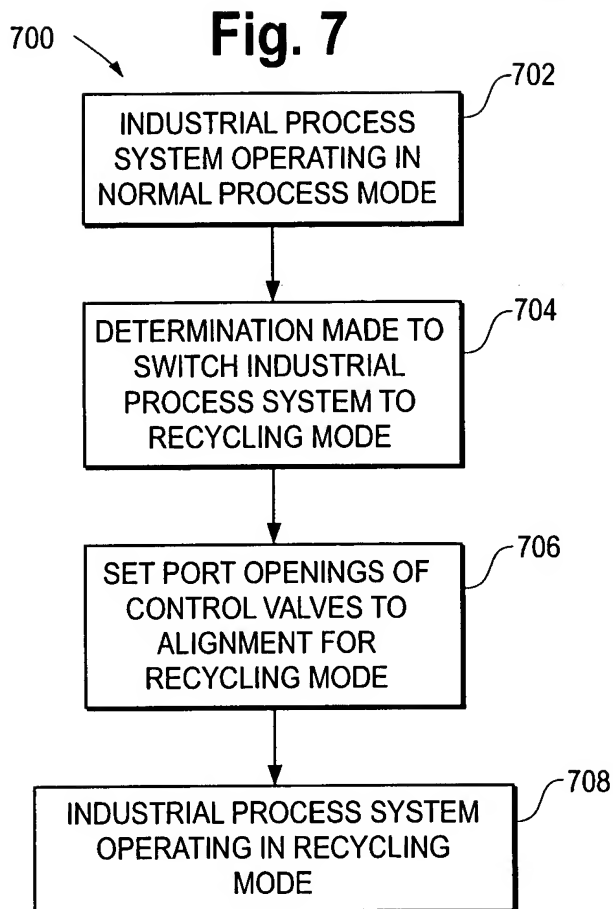 Fig. 7
700
702
INDUSTRIAL PROCESS
SYSTEM OPERATING IN
NORMAL PROCESS MODE
704
DETERMINATION MADE TO
SWITCH INDUSTRIAL
PROCESS SYSTEM TO
RECYCLING MODE
706
SET PORT OPENINGS OF
CONTROL VALVES TO
ALIGNMENT FOR
RECYCLING MODE
708
INDUSTRIAL PROCESS SYSTEM
OPERATING IN RECYCLING
MODE